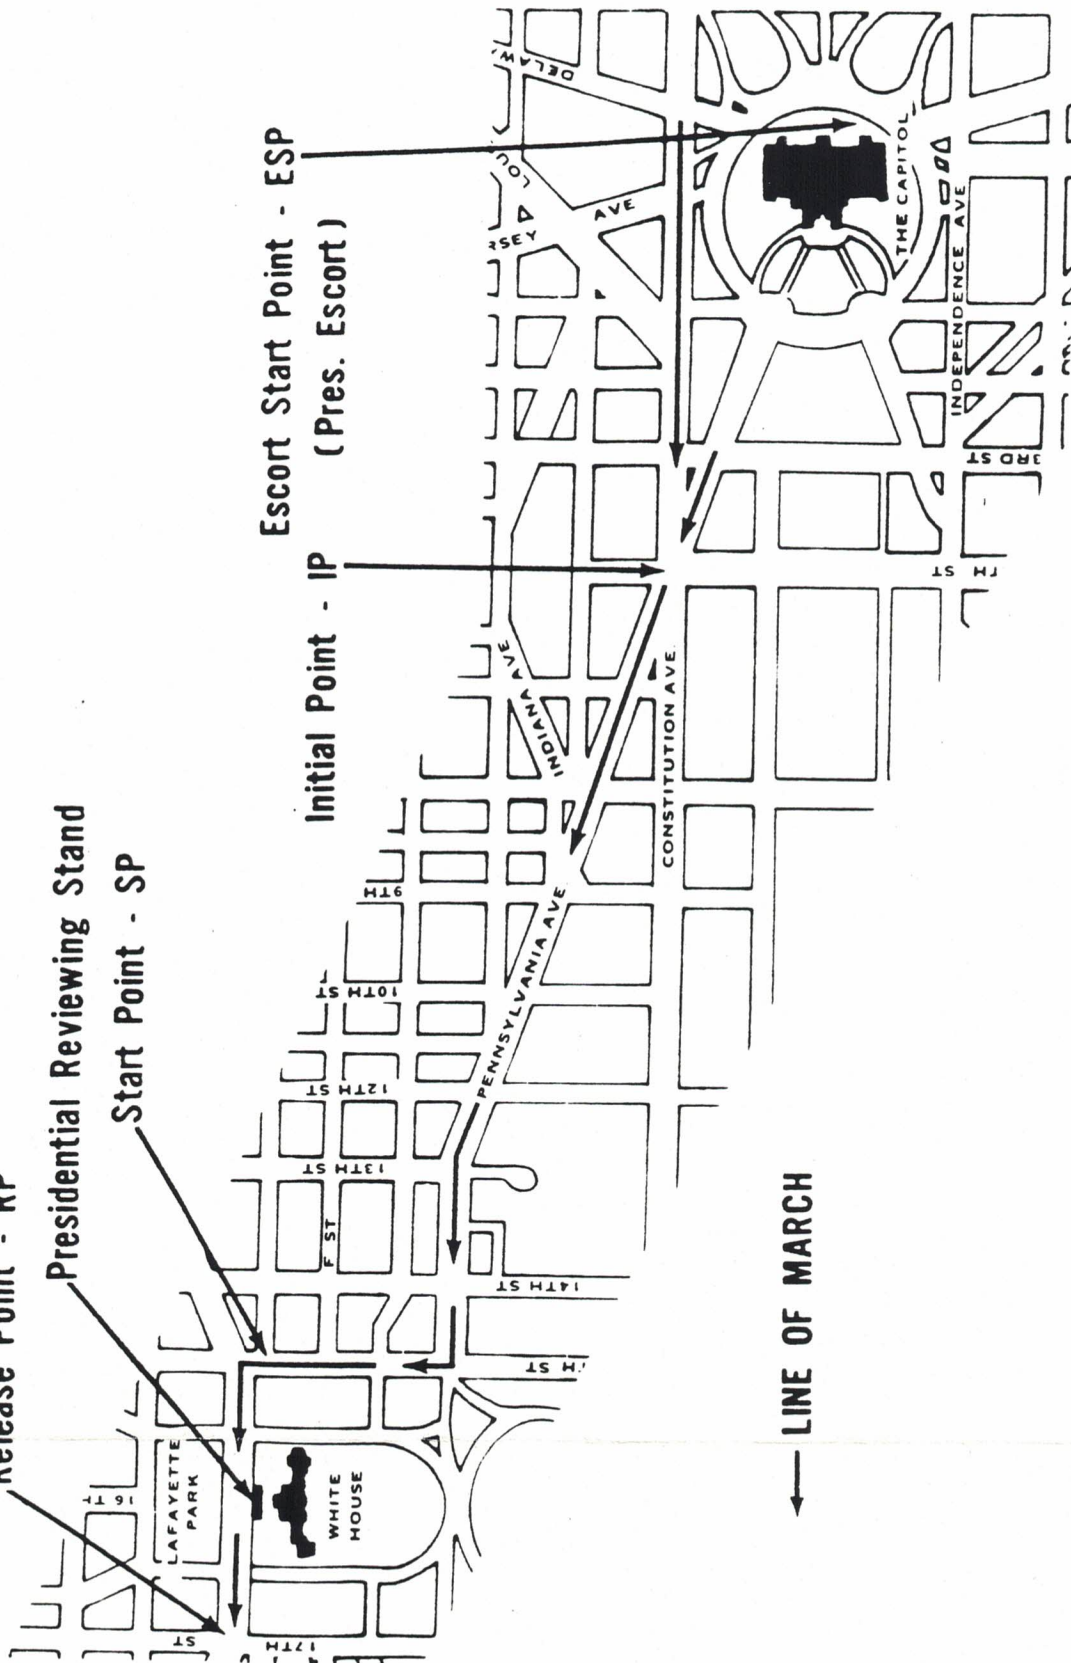 Release Point - RP
Presidential Reviewing Stand
Start Point - SP
Initial Point - IP
Escort Start Point - ESP
(Pres. Escort)
LAFAYETTE
PARK
WHITE
HOUSE
16
17TH
ST
14TH ST
ST
F ST
13TH ST
12TH ST
10TH ST
9TH
PENNSYLVANIA AVE
INDIANA AVE
CONSTITUTION AVE.
ST
3RD ST
AVE
THE CAPITOL
INDEPENDENCE AVE
LINE OF MARCH